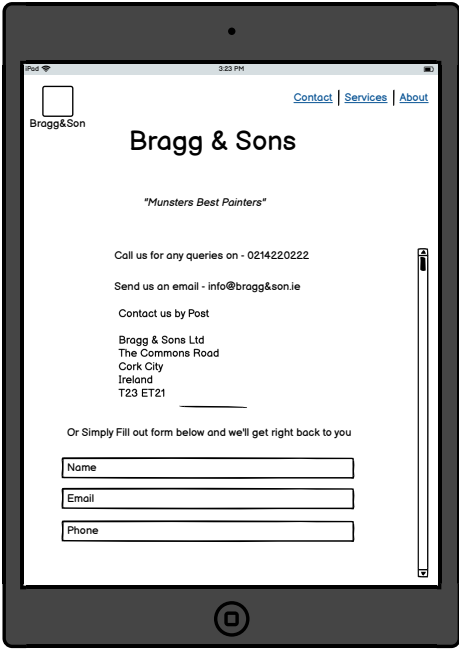 iPad 3:23 PM
Contact Services About
Bragg&Son
Bragg & Sons
"Munsters Best Painters"
Call us for any queries on - 0214220222
Send us an email - info@bragg&son.ie
Contact us by Post
Bragg & Sons Ltd
The Commons Road
Cork City
Ireland
T23 ET21
Or Simply Fill out form below and we'll get right back to you
Name
Email
Phone